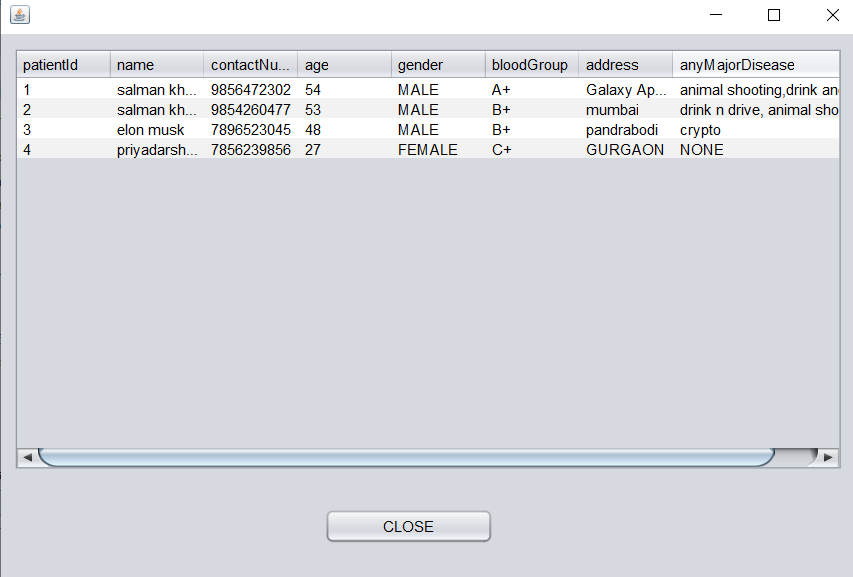 patientId name contactNu... age gender bloodGroup address anyMajorDisease
1 salman kh... 9856472302 54 MALE A+ Galaxy Ap... animal shooting,drink an
2 salman kh... 9854260477 53 MALE B+ mumbai drink n drive, animal sho
3 elon musk 7896523045 48 MALE B+ pandrabodi crypto
4 priyadarsh... 7856239856 27 FEMALE C+ GURGAON NONE
CLOSE